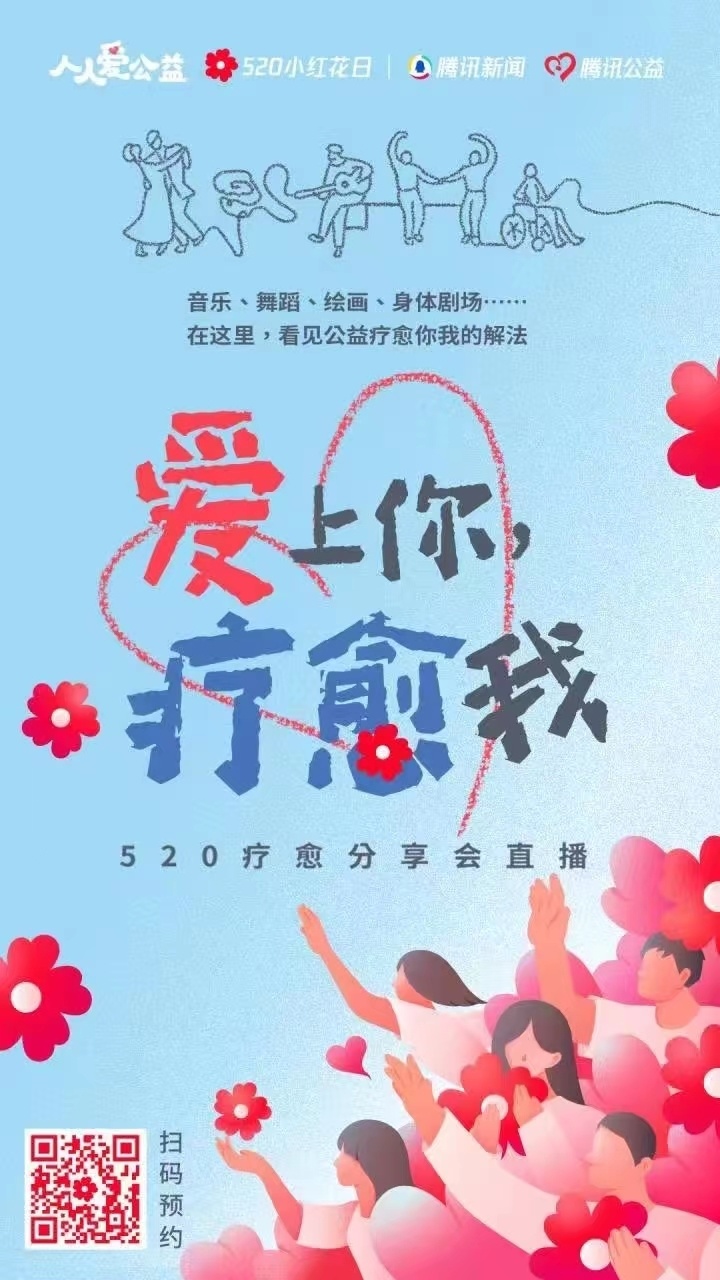 人人爱公益 520小红花日 | 腾讯新闻 腾讯公益
音乐、舞蹈、绘画、身体剧场……
在这里，看见公益疗愈你我的解法
爱上你，
疗愈我
520疗愈分享会直播
扫码预约